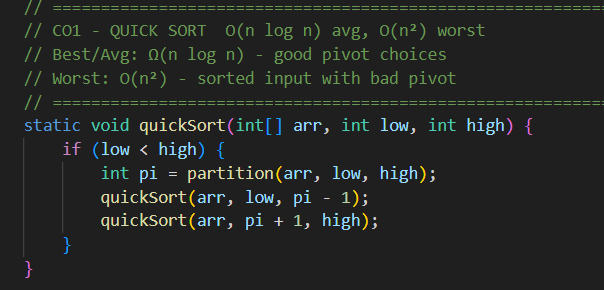 // ============================================================
// CO1 - QUICK SORT  O(n log n) avg, O(n²) worst
// Best/Avg: Ω(n log n) - good pivot choices
// Worst: O(n²) - sorted input with bad pivot
// ============================================================
static void quickSort(int[] arr, int low, int high) {
    if (low < high) {
        int pi = partition(arr, low, high);
        quickSort(arr, low, pi - 1);
        quickSort(arr, pi + 1, high);
    }
}